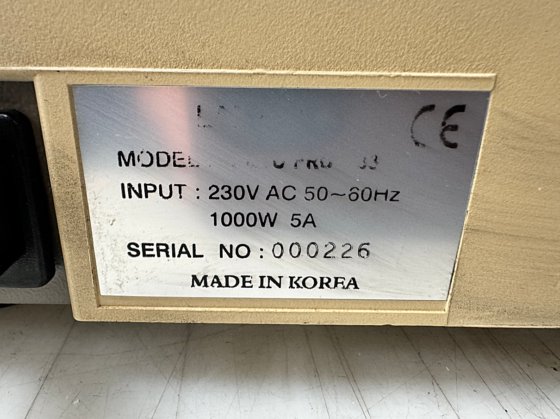 CE
MODEL
INPUT : 230V AC 50~60Hz
1000W 5A
SERIAL NO : 000226
MADE IN KOREA